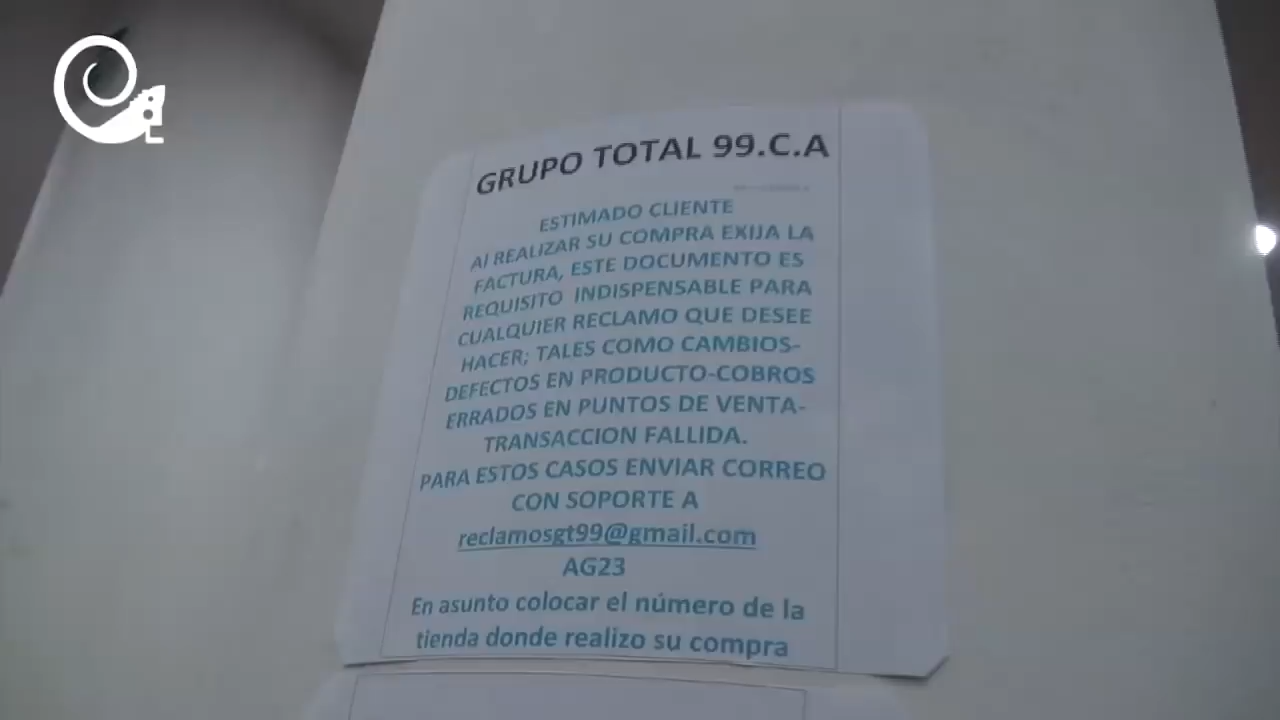 GRUPO TOTAL 99.C.A
ESTIMADO CLIENTE
Al REALIZAR SU COMPRA EXIJA LA
FACTURA, ESTE DOCUMENTO ES
REQUISITO INDISPENSABLE PARA
CUALQUIER RECLAMO QUE DESEE
HACER; TALES COMO CAMBIOS-
DEFECTOS EN PRODUCTO-COBROS
ERRADOS EN PUNTOS DE VENTA-
TRANSACCION FALLIDA.
PARA ESTOS CASOS ENVIAR CORREO
CON SOPORTE A
reclamosgt99@gmail.com
AG23
En asunto colocar el número de la
tienda donde realizo su compra